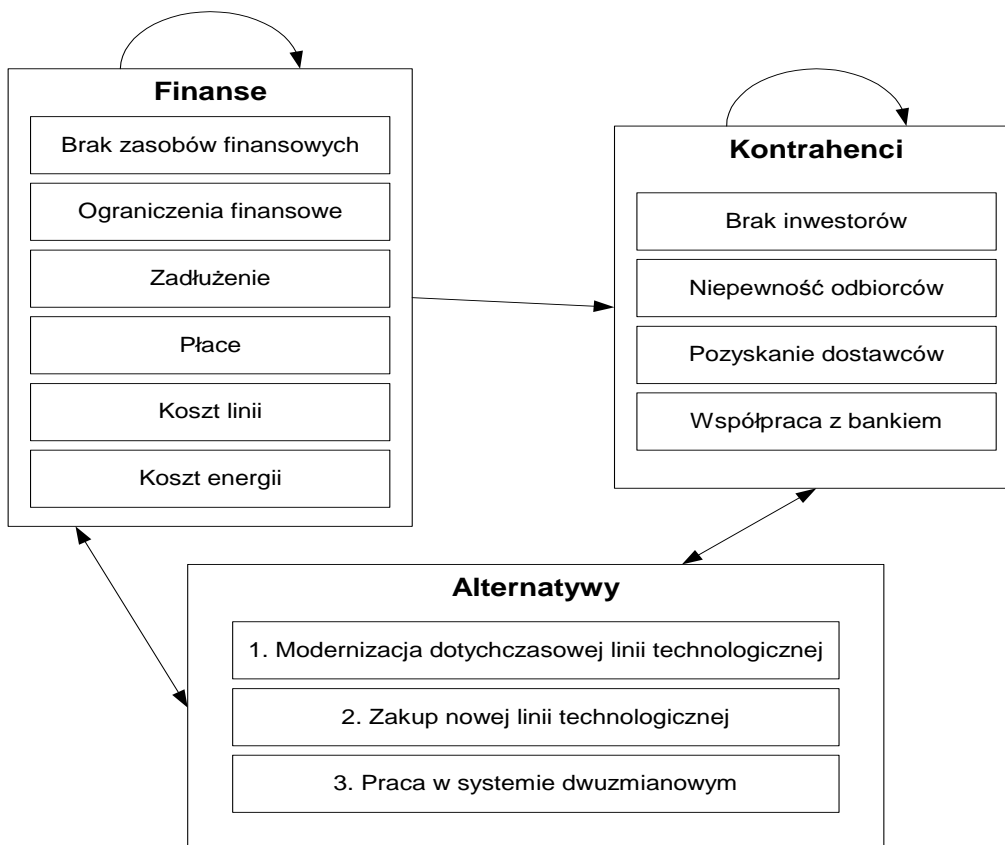 Finanse
Brak zasobów finansowych
Ograniczenia finansowe
Zadłużenie
Płace
Koszt linii
Koszt energii
Kontrahenci
Brak inwestorów
Niepewność odbiorców
Pozyskanie dostawców
Współpraca z bankiem
Alternatywy
1. Modernizacja dotychczasowej linii technologicznej
2. Zakup nowej linii technologicznej
3. Praca w systemie dwuzmianowym